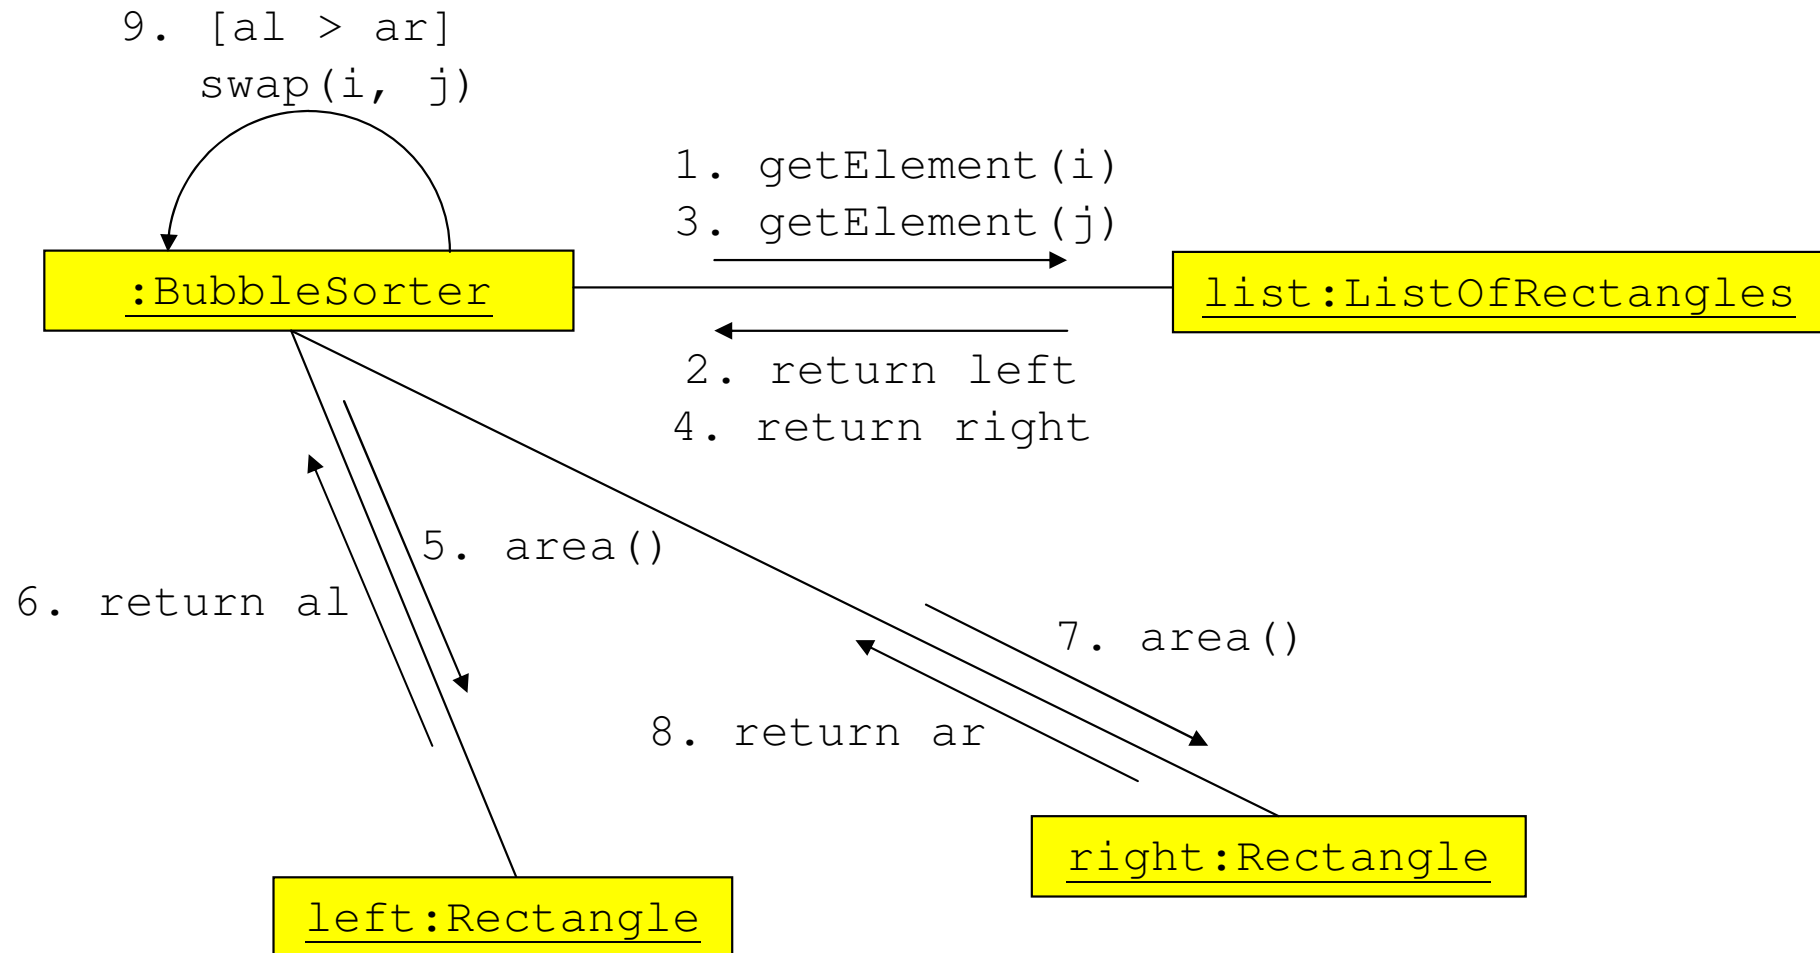 9. [al > ar]
swap(i, j)
1. getElement(i)
3. getElement(j)
:BubbleSorter
list:ListOfRectangles
2. return left
4. return right
5. area()
6. return al
7. area()
8. return ar
right:Rectangle
left:Rectangle